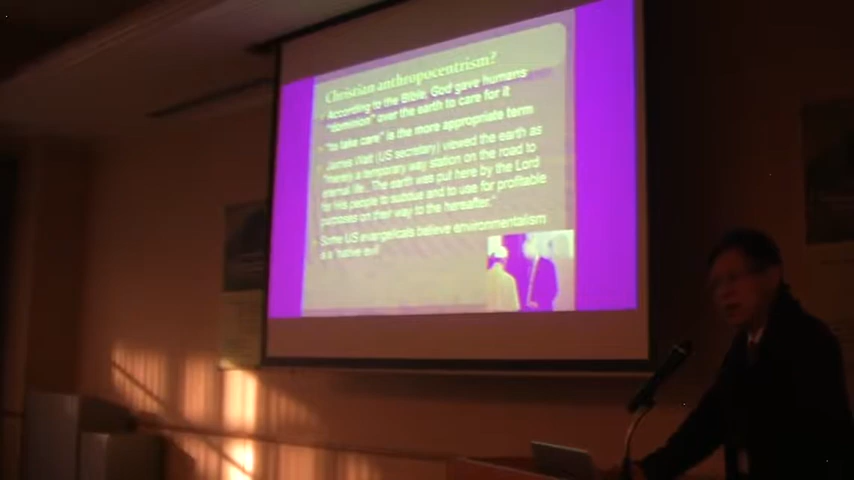 Christian anthropocentrism?
According to the Bible, God gave humans
"dominion" over the earth to care for it
"to take care" is the more appropriate term
James Watt (US secretary) viewed the earth as
"merely a temporary way station on the road to
eternal life... The earth was put here by the Lord
for His people to subdue and to use for profitable
purposes on their way to the hereafter."
Some US evangelicals believe environmentalism
is a "native evil"